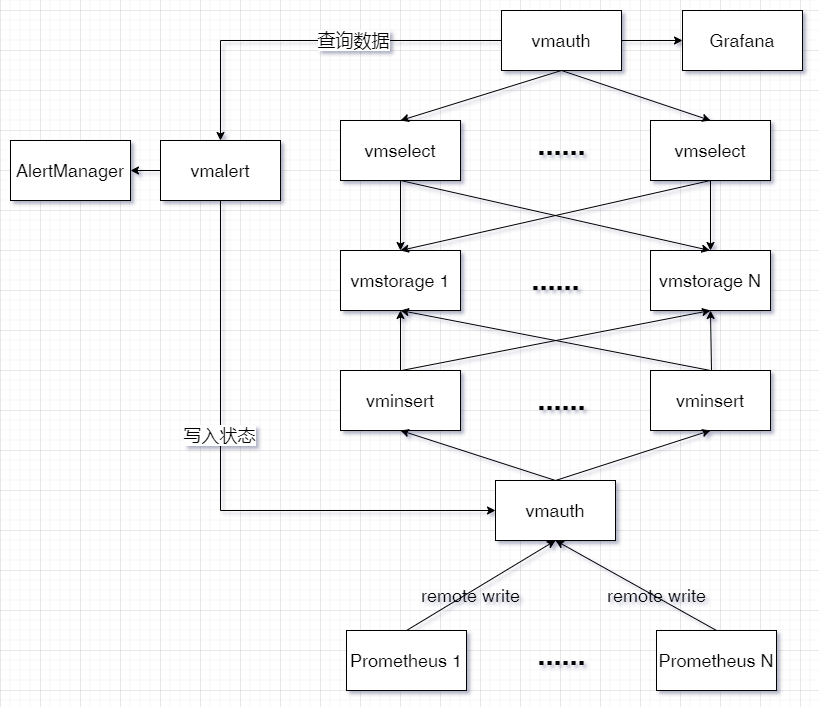 查询数据
vmauth
Grafana
AlertManager
vmalert
vmselect
......
vmselect
vmstorage 1
......
vmstorage N
vminsert
......
vminsert
写入状态
vmauth
remote write
remote write
Prometheus 1
......
Prometheus N